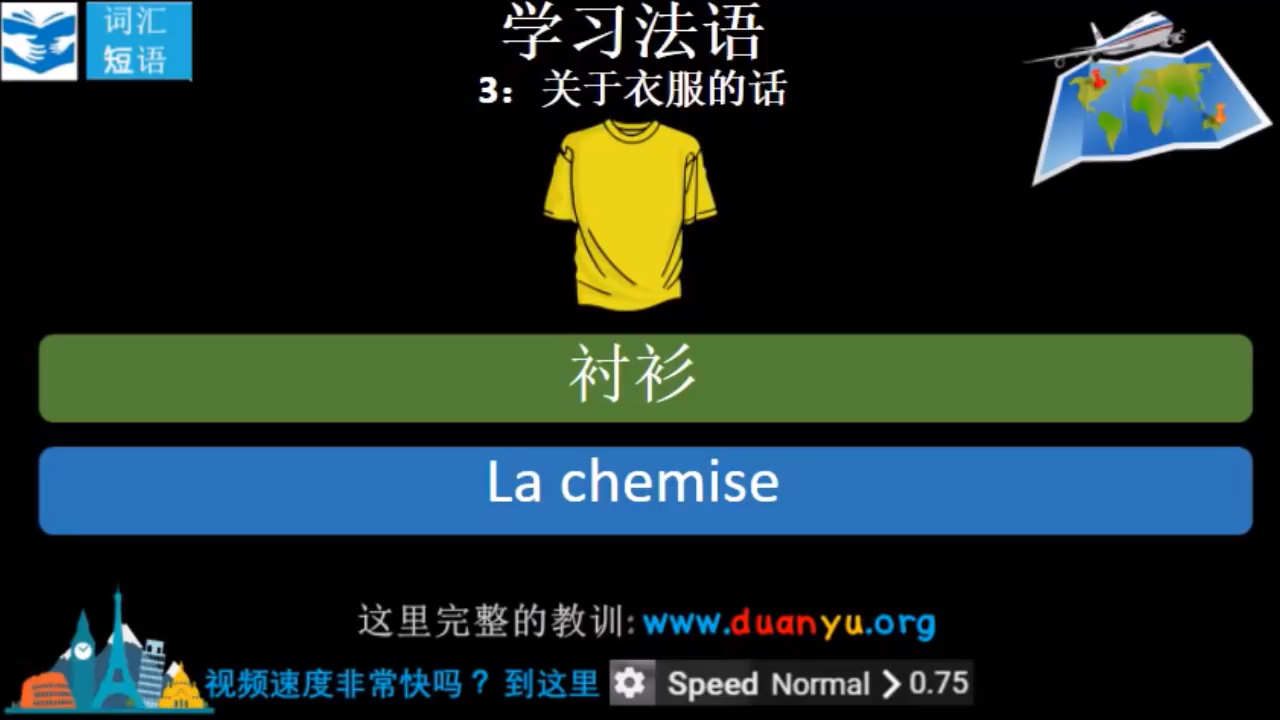 词汇
短语
学习法语
3：关于衣服的话
衬衫
La chemise
这里完整的教训: www.duanyu.org
视频速度非常快吗？到这里 Speed Normal > 0.75